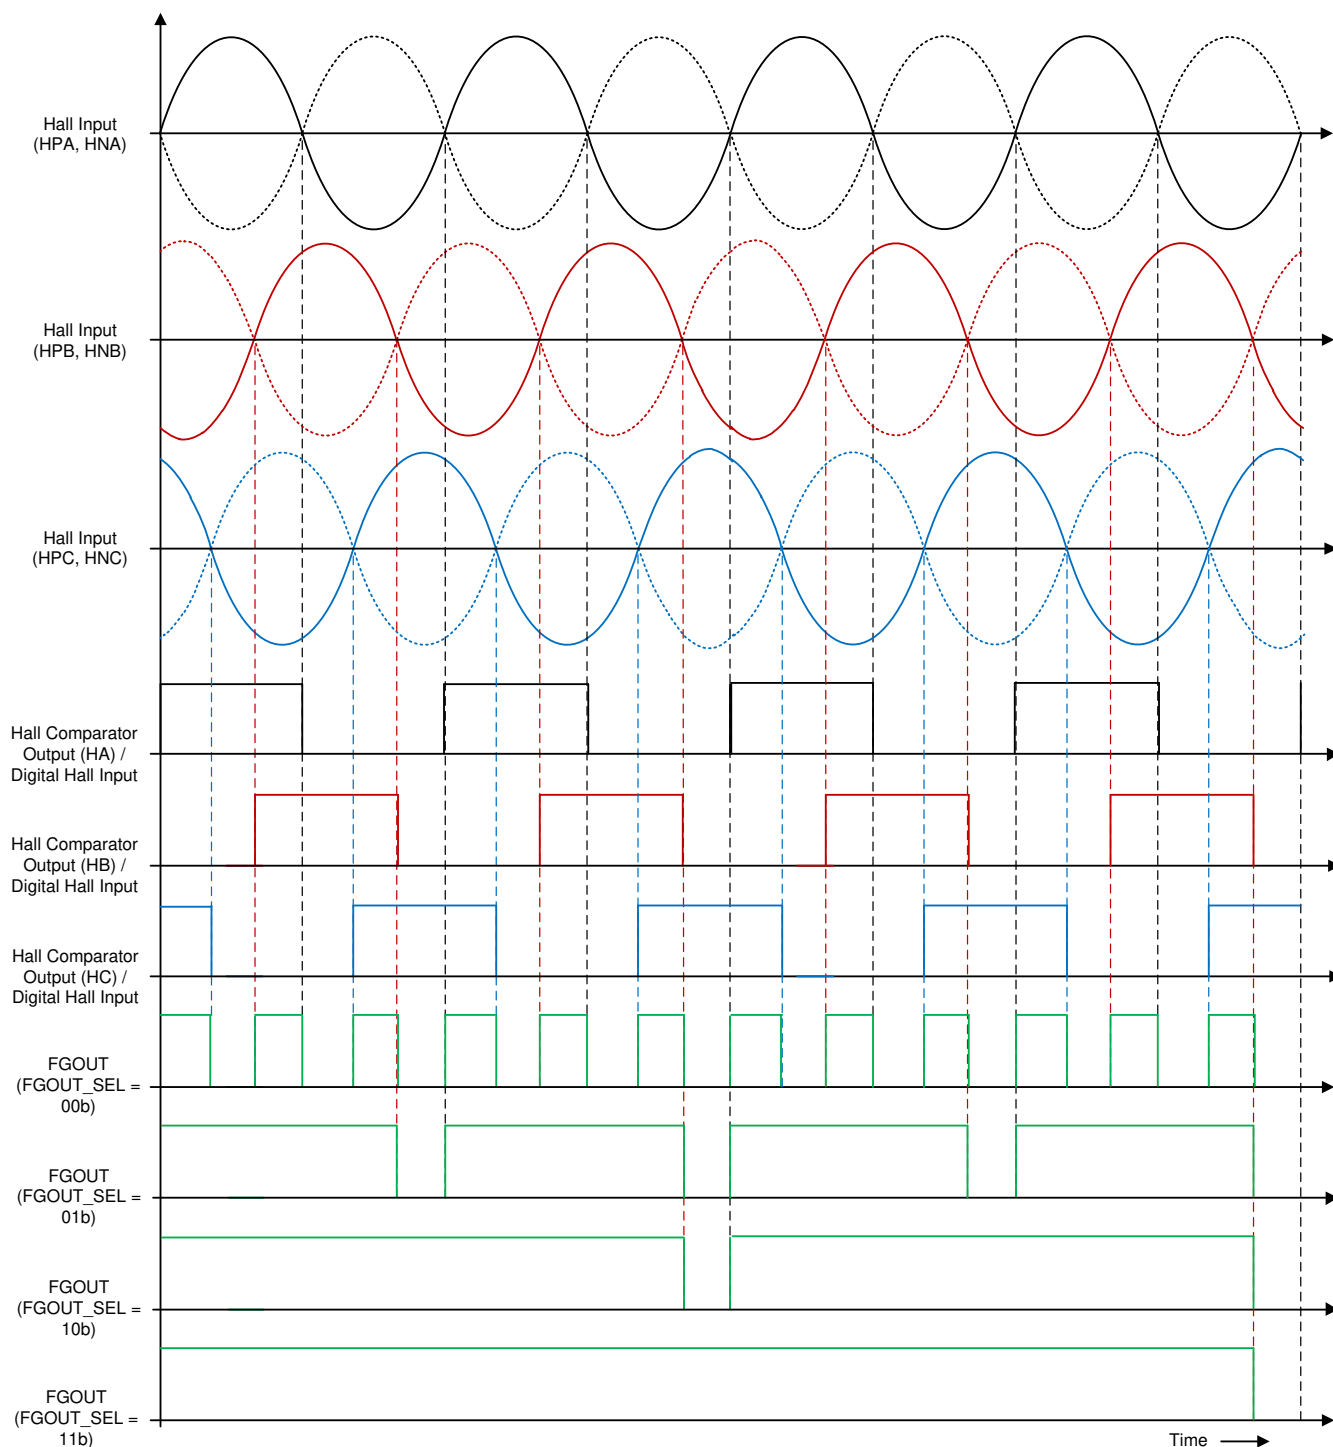 Hall Input
(HPA, HNA)
Hall Input
(HPB, HNB)
Hall Input
(HPC, HNC)
Hall Comparator
Output (HA) /
Digital Hall Input
Hall Comparator
Output (HB) /
Digital Hall Input
Hall Comparator
Output (HC) /
Digital Hall Input
FGOUT
(FGOUT_SEL =
00b)
FGOUT
(FGOUT_SEL =
01b)
FGOUT
(FGOUT_SEL =
10b)
FGOUT
(FGOUT_SEL =
11b)
Time